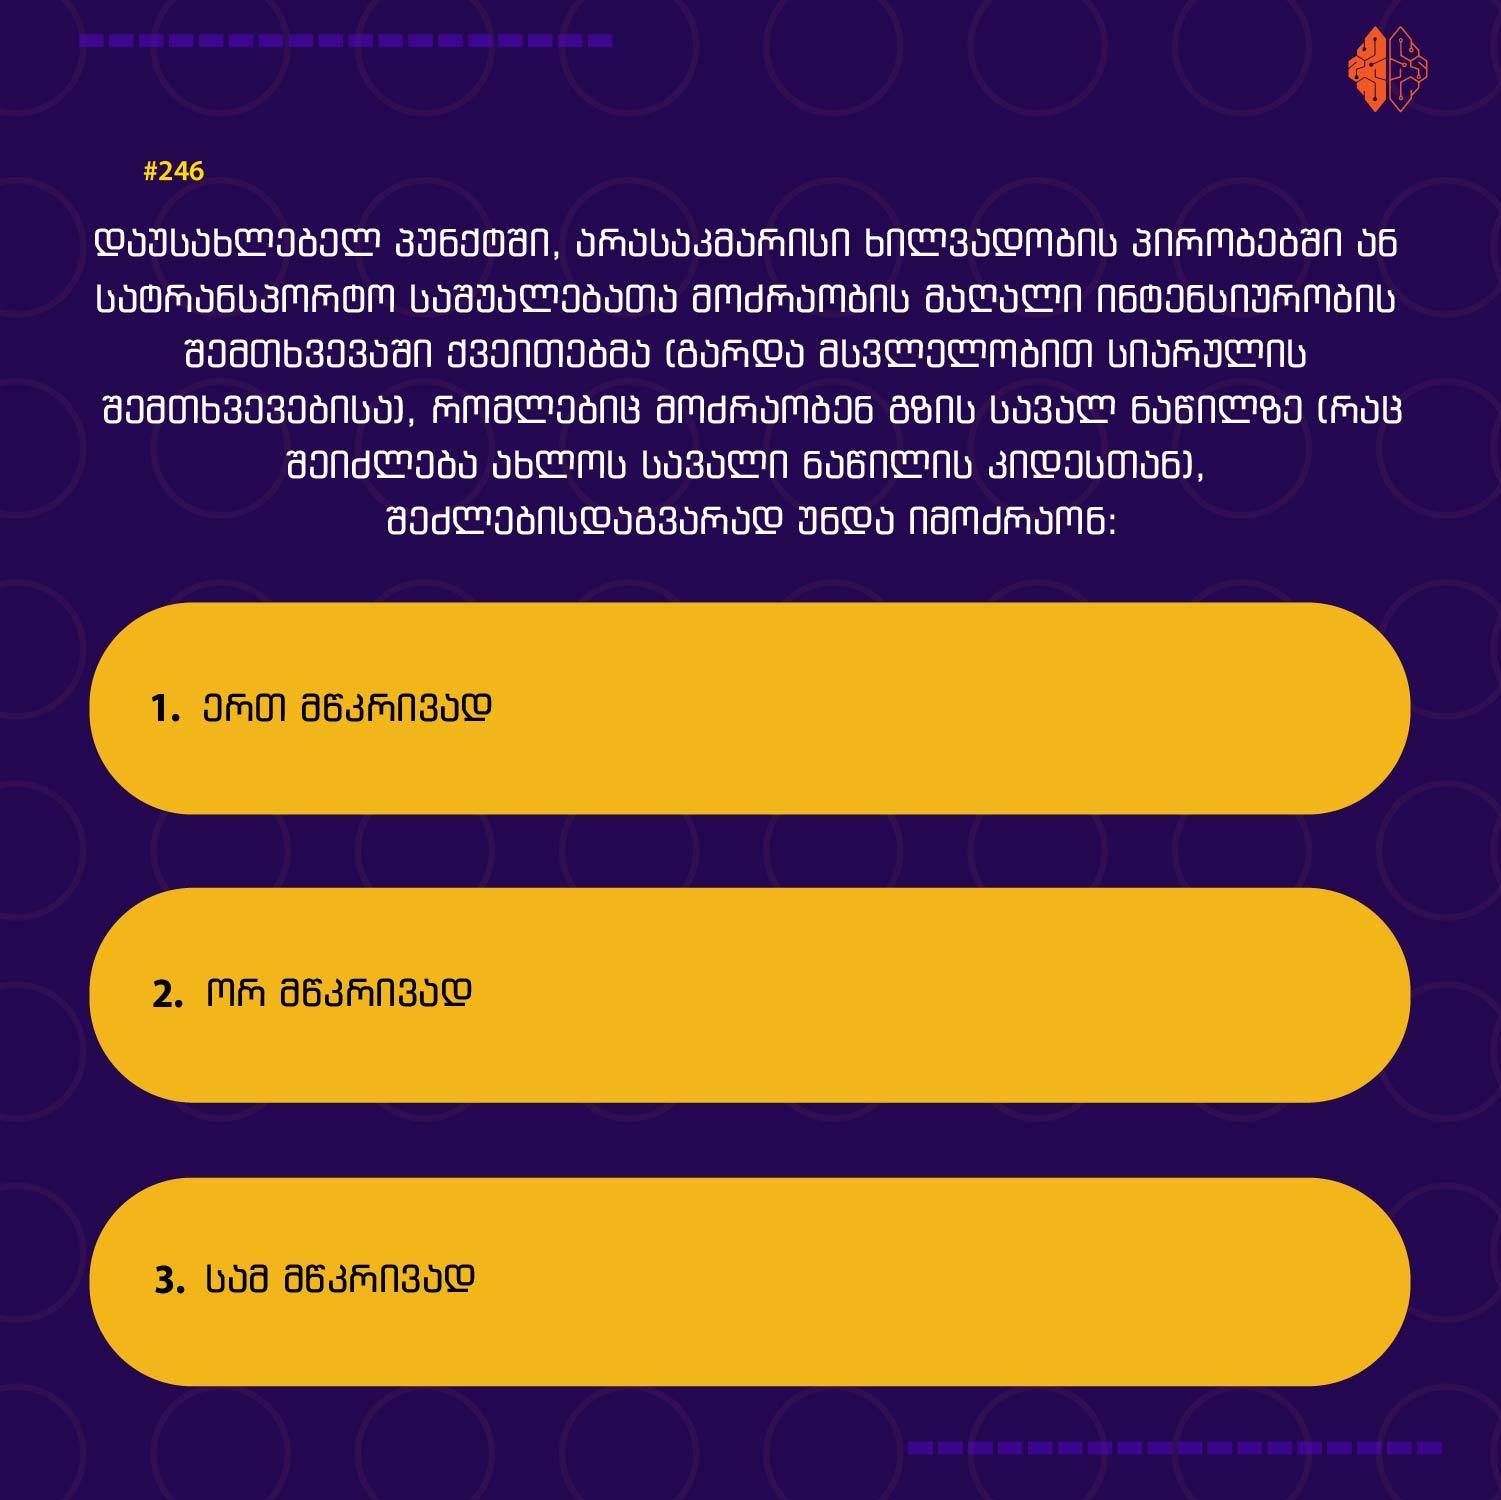 #246
დაუსახლებელ პუნქტში, არასაკმარისი ხილვადობის პირობებში ან
სატრანსპორტო საშუალებათა მოძრაობის მაღალი ინტენსიურობის
შემთხვევაში ქვეითებმა (გარდა მსვლელობით სიარულის
შემთხვევებისა), რომლებიც მოძრაობენ გზის სავალ ნაწილზე (რაც
შეიძლება ახლოს სავალი ნაწილის კიდესთან),
შეძლებისდაგვარად უნდა იმოძრაონ:
1. ერთ მწკრივად
2. ორ მწკრივად
3. სამ მწკრივად